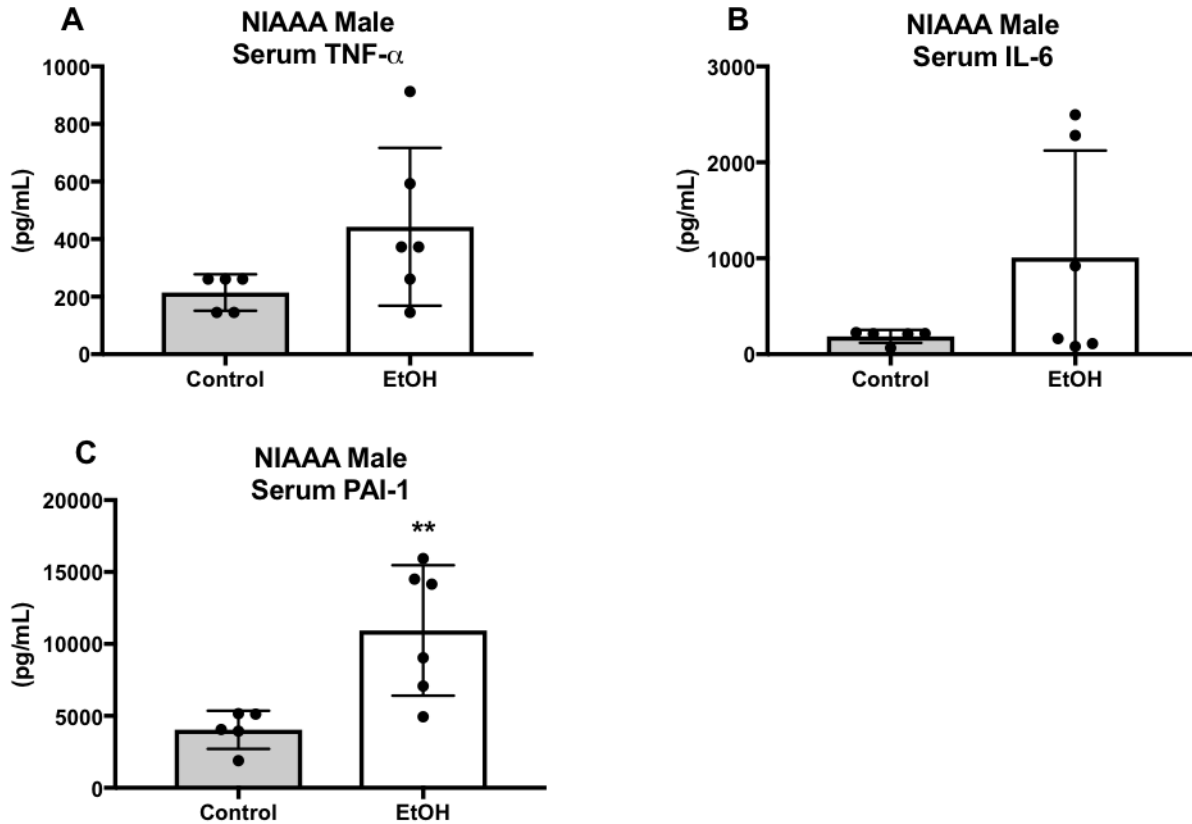 A
NIAAA Male
Serum TNF-α
1000
800
600
400
200
0
(pg/mL)
Control
EtOH
B
NIAAA Male
Serum IL-6
3000
2000
1000
0
(pg/mL)
Control
EtOH
C
NIAAA Male
Serum PAI-1
20000
15000
10000
5000
0
(pg/mL)
**
Control
EtOH